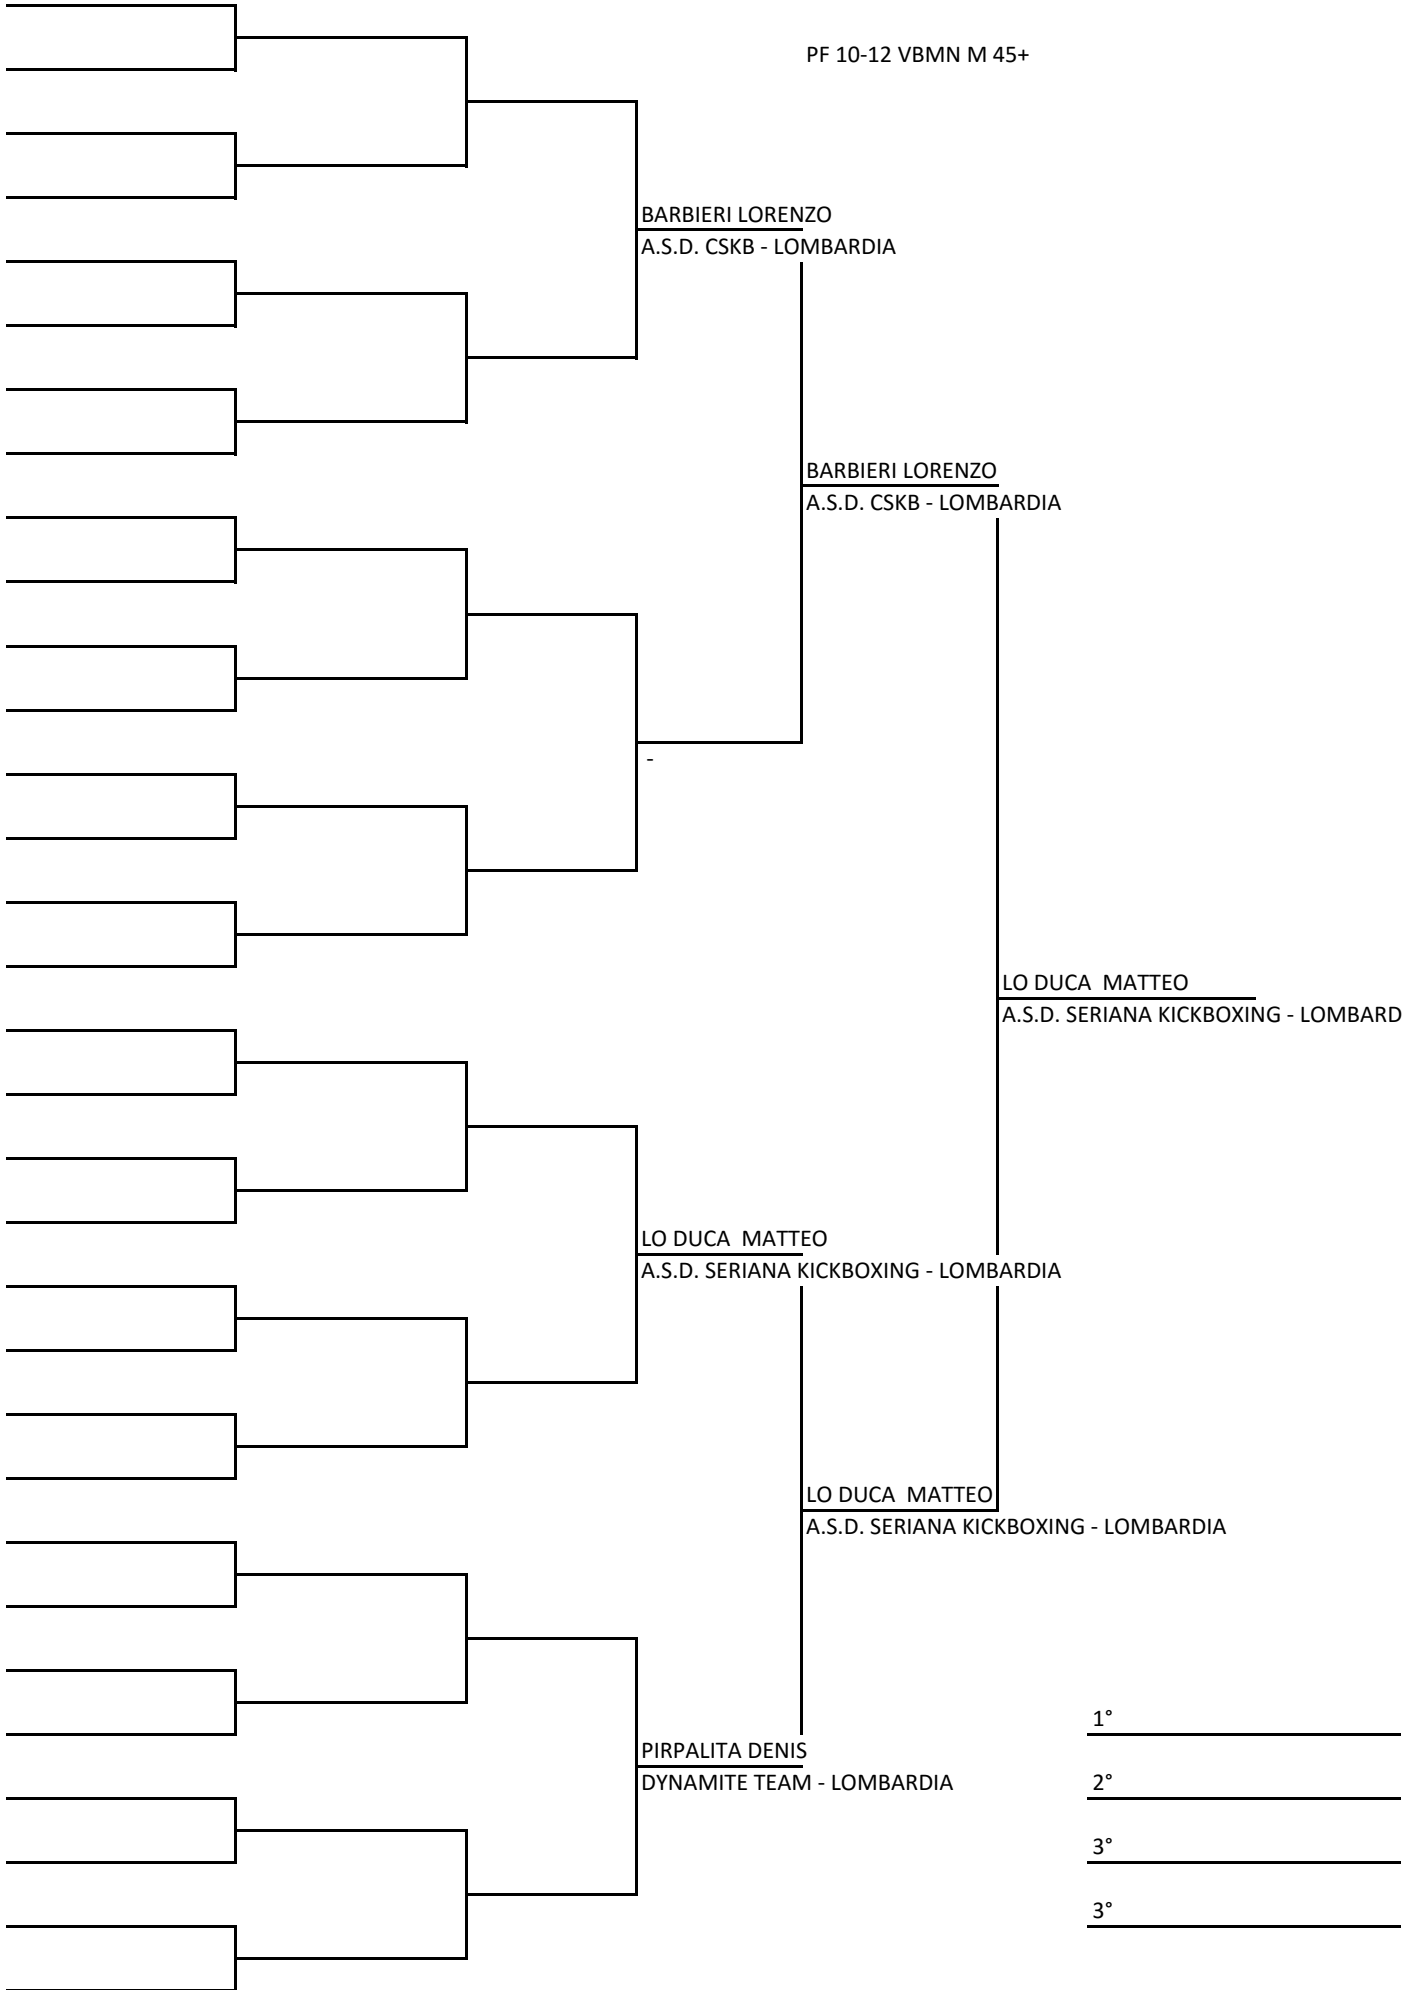 PF 10-12 VBMN M 45+
BARBIERI LORENZO
A.S.D. CSKB - LOMBARDIA
BARBIERI LORENZO
A.S.D. CSKB - LOMBARDIA
-
LO DUCA  MATTEO
A.S.D. SERIANA KICKBOXING - LOMBARD
LO DUCA  MATTEO
A.S.D. SERIANA KICKBOXING - LOMBARDIA
LO DUCA  MATTEO
A.S.D. SERIANA KICKBOXING - LOMBARDIA
1°
PIRPALITA DENIS
DYNAMITE TEAM - LOMBARDIA
2°
3°
3°